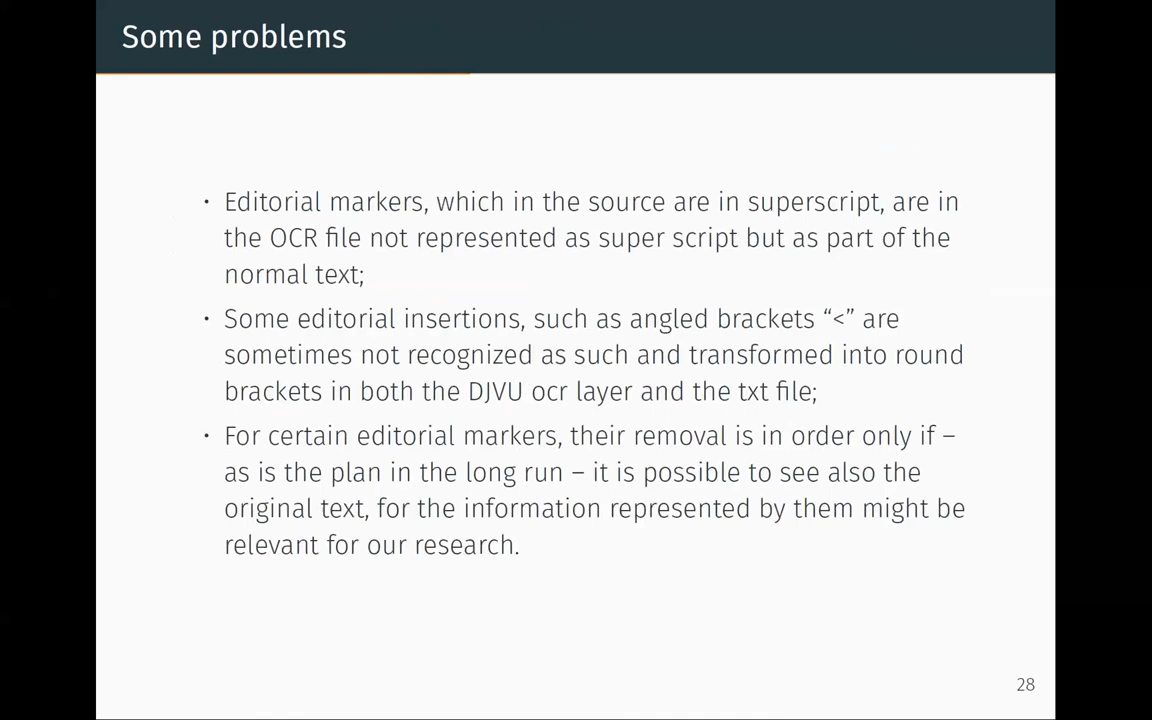 Some problems
· Editorial markers, which in the source are in superscript, are in
the OCR file not represented as super script but as part of the
normal text;
· Some editorial insertions, such as angled brackets “<” are
sometimes not recognized as such and transformed into round
brackets in both the DJVU ocr layer and the txt file;
· For certain editorial markers, their removal is in order only if –
as is the plan in the long run – it is possible to see also the
original text, for the information represented by them might be
relevant for our research.
28